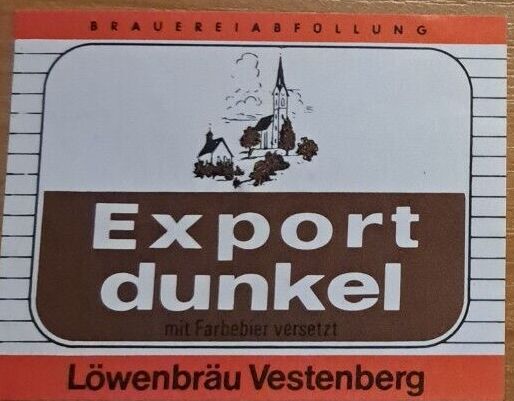 BRAUEREIABFÜLLUNG
Export
dunkel
mit Farbebier versetzt
Löwenbräu Vestenberg